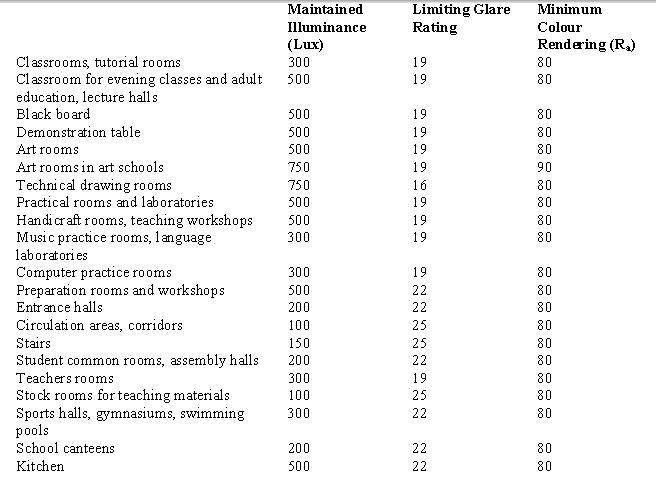 Maintained Limiting Glare Minimum
Illuminance Rating Colour
(Lux) Rendering (Ra)
Classrooms, tutorial rooms 300 19 80
Classroom for evening classes and adult 500 19 80
education, lecture halls
Black board 500 19 80
Demonstration table 500 19 80
Art rooms 500 19 80
Art rooms in art schools 750 19 90
Technical drawing rooms 750 16 80
Practical rooms and laboratories 500 19 80
Handicraft rooms, teaching workshops 500 19 80
Music practice rooms, language 300 19 80
laboratories
Computer practice rooms 300 19 80
Preparation rooms and workshops 500 22 80
Entrance halls 200 22 80
Circulation areas, corridors 100 25 80
Stairs 150 25 80
Student common rooms, assembly halls 200 22 80
Teachers rooms 300 19 80
Stock rooms for teaching materials 100 25 80
Sports halls, gymnasiums, swimming 300 22 80
pools
School canteens 200 22 80
Kitchen 500 22 80